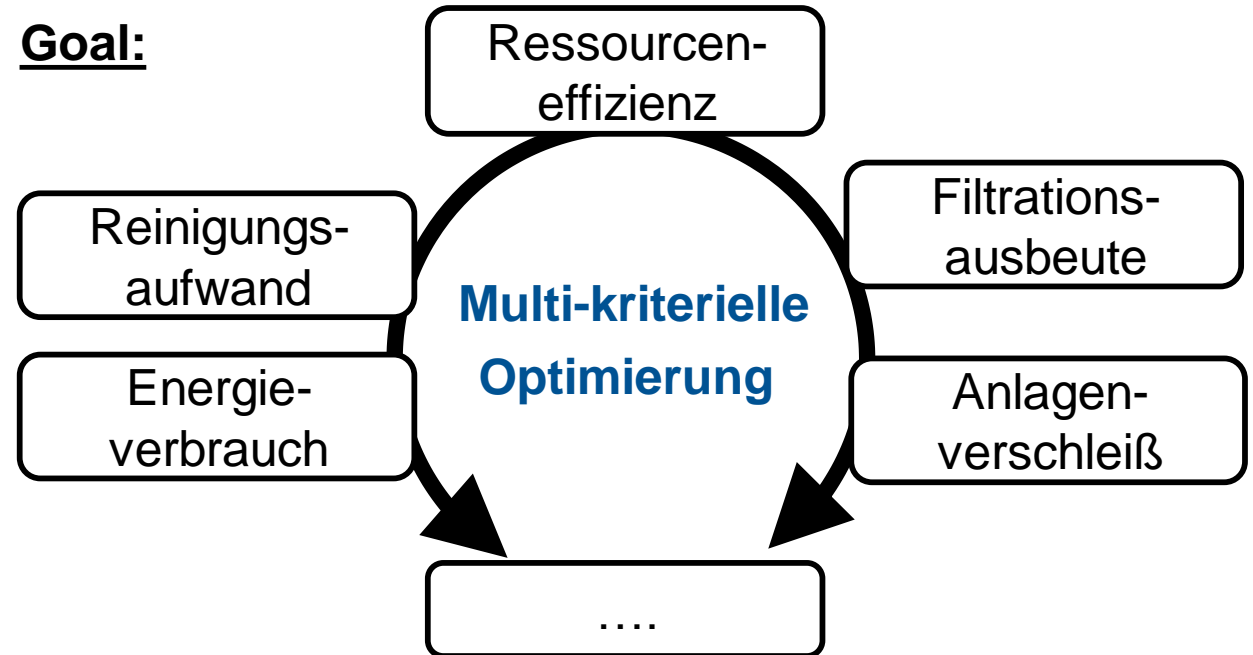 Goal:
Ressourcen-
effizienz
Reinigungs-
aufwand
Filtrations-
ausbeute
Multi-kriterielle
Optimierung
Energie-
verbrauch
Anlagen-
verschleiß
....